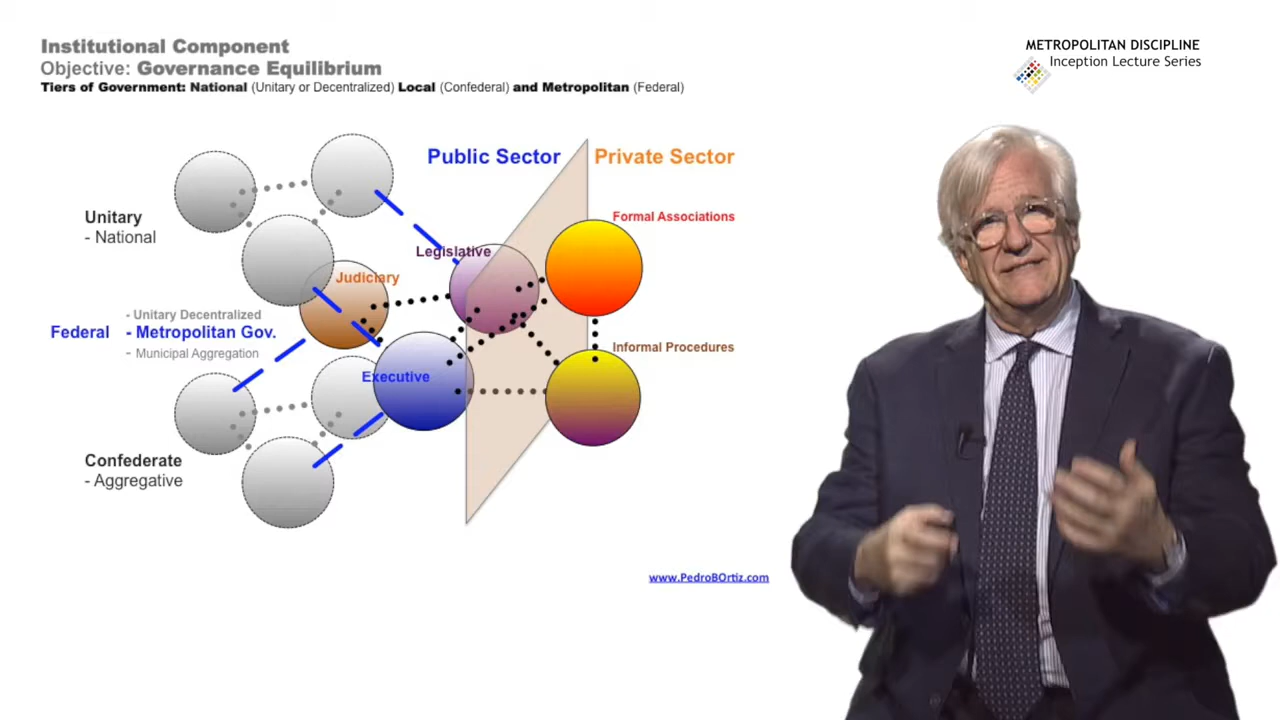 Institutional Component
Objective: Governance Equilibrium
Tiers of Government: National (Unitary or Decentralized) Local (Confederal) and Metropolitan (Federal)
METROPOLITAN DISCIPLINE
Inception Lecture Series
Public Sector
Private Sector
Formal Associations
Unitary
- National
Legislative
Judiciary
- Unitary Decentralized
Federal - Metropolitan Gov.
- Municipal Aggregation
Informal Procedures
Executive
Confederate
- Aggregative
www.PedroBOrtiz.com